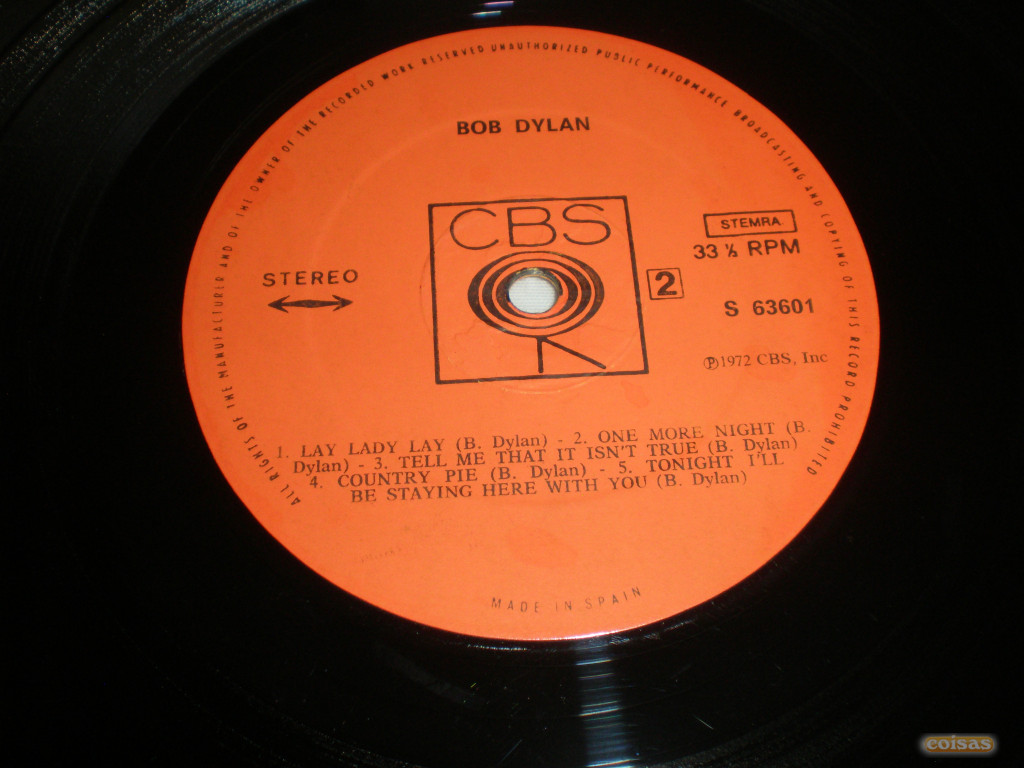 ALL RIGHTS OF THE MANUFACTURER AND OF THE OWNER OF THE RECORDED WORK RESERVED UNAUTHORIZED PUBLIC PERFORMANCE BROADCASTING AND COPYING OF THIS RECORD PROHIBITED
BOB DYLAN
CBS
STEMRA
33 ⅓ RPM
STEREO
2
S 63601
Ⓟ1972 CBS, Inc
1. LAY LADY LAY (B. Dylan) - 2. ONE MORE NIGHT (B.
Dylan) - 3. TELL ME THAT IT ISN'T TRUE (B. Dylan)
4. COUNTRY PIE (B. Dylan) - 5. TONIGHT I'LL
BE STAYING HERE WITH YOU (B. Dylan)
MADE IN SPAIN
coisas